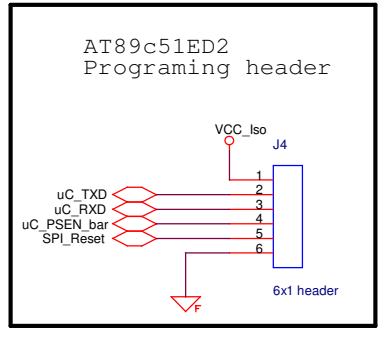 AT89c51ED2
Programing header
VCC_Iso
J4
1
uC_TXD
2
uC_RXD
3
uC_PSEN_bar
4
SPI_Reset
5
6
F
6x1 header